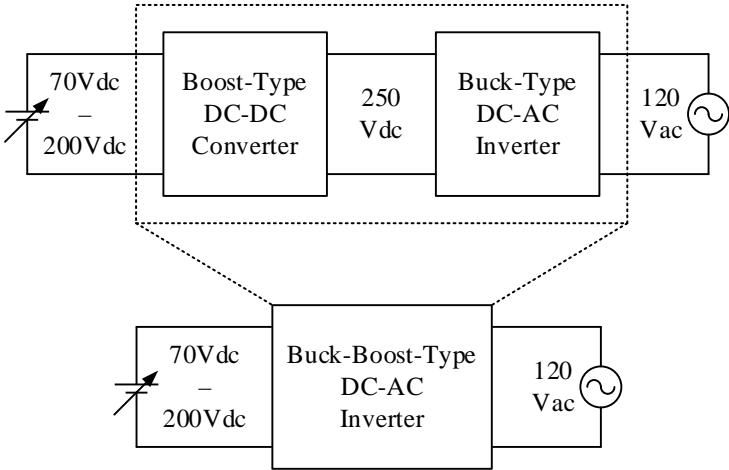 70Vdc
–
200Vdc
Boost-Type
DC-DC
Converter
250
Vdc
Buck-Type
DC-AC
Inverter
120
Vac
70Vdc
–
200Vdc
Buck-Boost-Type
DC-AC
Inverter
120
Vac